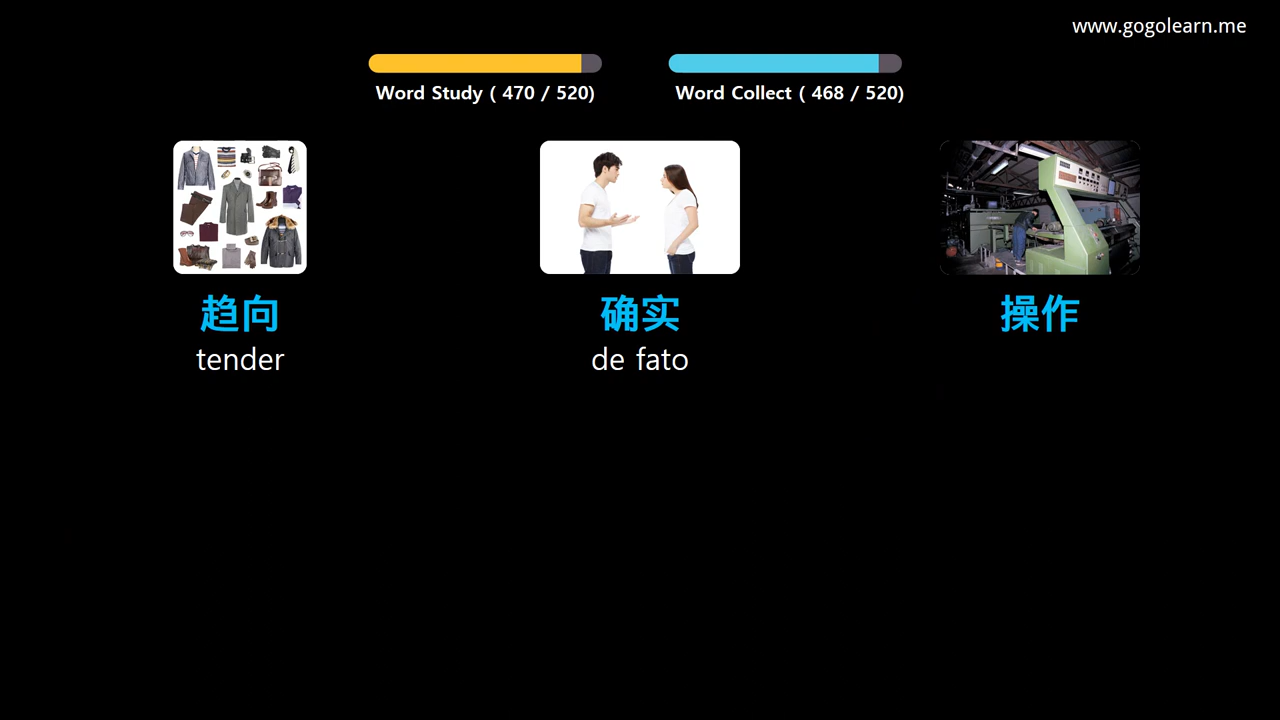 www.gogolearn.me
Word Study ( 470 / 520)
Word Collect ( 468 / 520)
趋向
tender
确实
de fato
操作